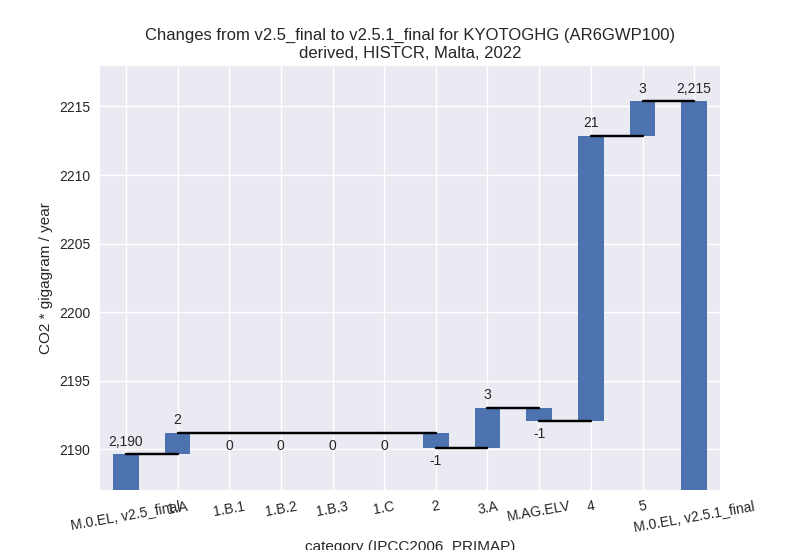 Changes from v2.5_final to v2.5.1_final for KYOTOGHG (AR6GWP100)
derived, HISTCR, Malta, 2022
CO2 * gigagram / year
2215
2210
2205
2200
2195
2190
2,190
2
0
0
0
0
-1
3
-1
21
3
2,215
M.0.EL, v2.5_final
1.A
1.B.1
1.B.2
1.B.3
1.C
2
3.A
M.AG.ELV
4
5
M.0.EL, v2.5.1_final
category (IPCC2006_PRIMAP)